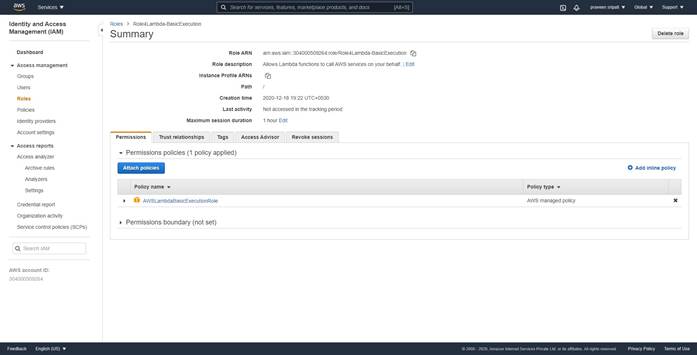 aws
Services
Search for services, features, marketplace products, and docs
[Alt+S]
praveen sripati
Global
Support
Identity and Access
Management (IAM)
Dashboard
Access management
Groups
Users
Roles
Policies
Identity providers
Account settings
Access reports
Access analyzer
Archive rules
Analyzers
Settings
Credential report
Organization activity
Service control policies (SCPs)
Search IAM
AWS account ID:
304000509264
Roles > Role4Lambda-BasicExecution
Summary
Delete role
Role ARN arn:aws:iam::304000509264:role/Role4Lambda-BasicExecution
Role description Allows Lambda functions to call AWS services on your behalf. | Edit
Instance Profile ARNs
Path /
Creation time 2020-12-18 19:22 UTC+0530
Last activity Not accessed in the tracking period
Maximum session duration 1 hour Edit
Permissions
Trust relationships
Tags
Access Advisor
Revoke sessions
Permissions policies (1 policy applied)
Attach policies
Add inline policy
Policy name
Policy type
AWSLambdaBasicExecutionRole
AWS managed policy
Permissions boundary (not set)
Feedback
English (US)
© 2008 - 2020, Amazon Internet Services Private Ltd. or its affiliates. All rights reserved.
Privacy Policy
Terms of Use